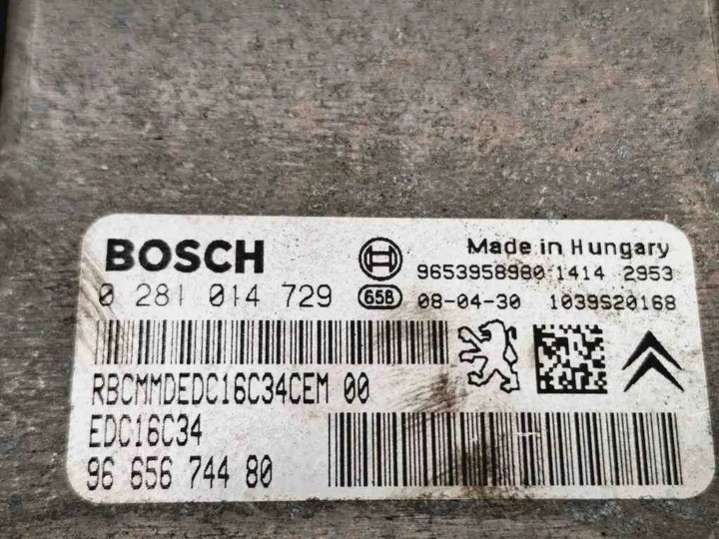 BOSCH
Made in Hungary
9653958980 1414 2953
0 281 014 729
658 08-04-30 1039S20168
RBCMMDEDC16C34CEM 00
EDC16C34
96 656 744 80